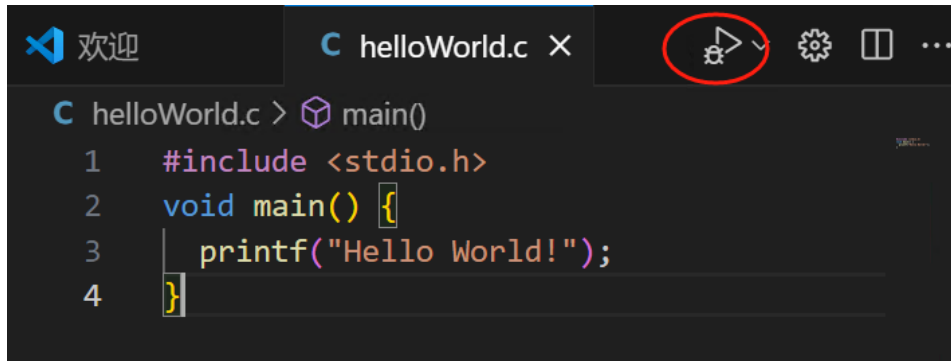 欢迎
C helloWorld.c ×
C helloWorld.c > main()
1 #include <stdio.h>
2 void main() {
3 printf("Hello World!");
4 }